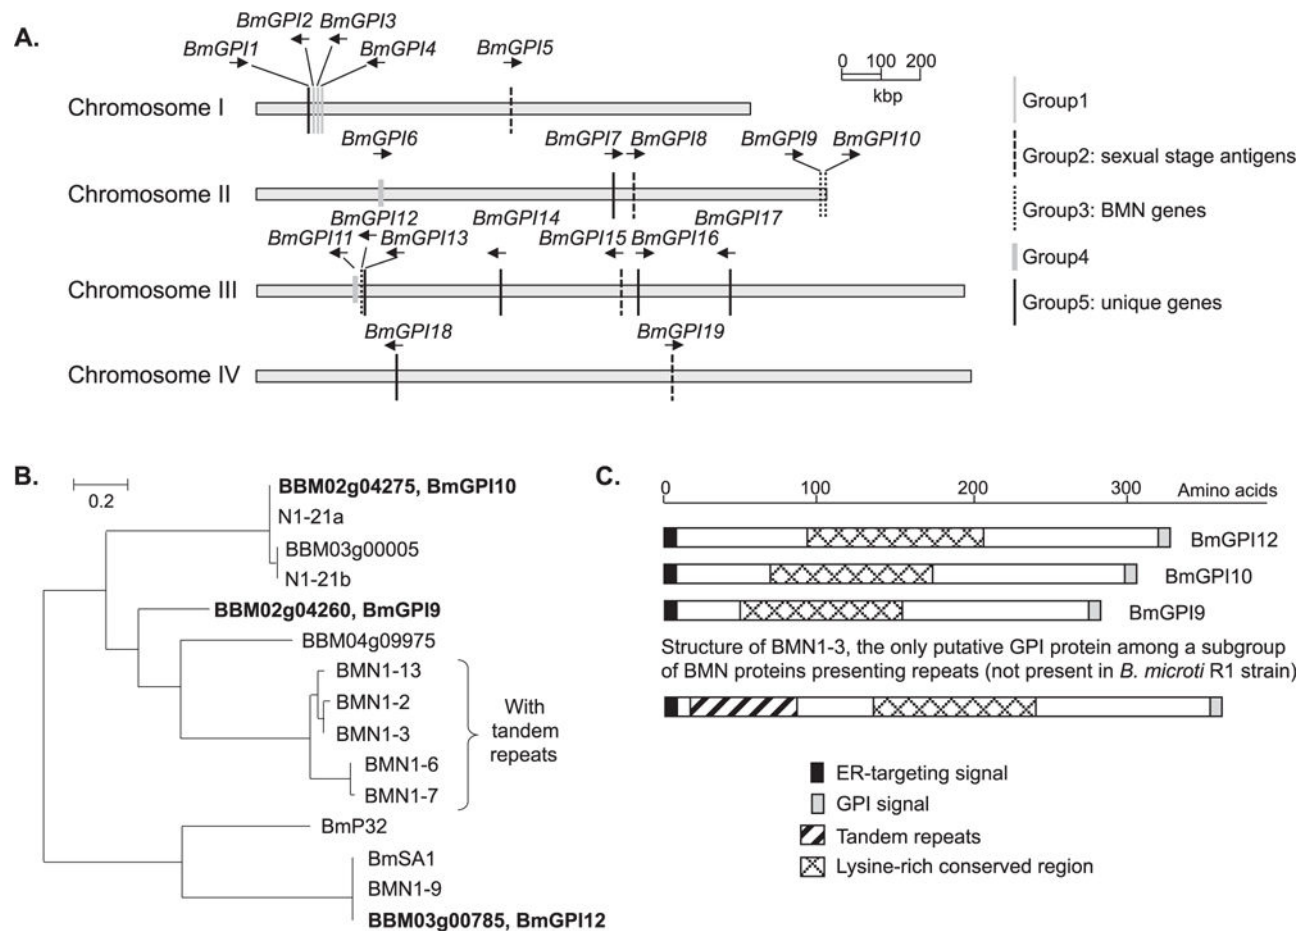 A.
BmGPI2 BmGPI3
BmGPI1 BmGPI4 BmGPI5
0 100 200
kbp
Chromosome I
BmGPI6 BmGPI7 BmGPI8 BmGPI9 BmGPI10
Chromosome II
BmGPI12 BmGPI14 BmGPI17
BmGPI11 BmGPI13 BmGPI15 BmGPI16
Chromosome III
BmGPI18 BmGPI19
Chromosome IV
Group1
Group2: sexual stage antigens
Group3: BMN genes
Group4
Group5: unique genes
B.
0.2
BBM02g04275, BmGPI10
N1-21a
BBM03g00005
N1-21b
BBM02g04260, BmGPI9
BBM04g09975
BMN1-13
BMN1-2
BMN1-3
BMN1-6
BMN1-7
With
tandem
repeats
BmP32
BmSA1
BMN1-9
BBM03g00785, BmGPI12
C.
0 100 200 300 Amino acids
BmGPI12
BmGPI10
BmGPI9
Structure of BMN1-3, the only putative GPI protein among a subgroup
of BMN proteins presenting repeats (not present in B. microti R1 strain)
ER-targeting signal
GPI signal
Tandem repeats
Lysine-rich conserved region